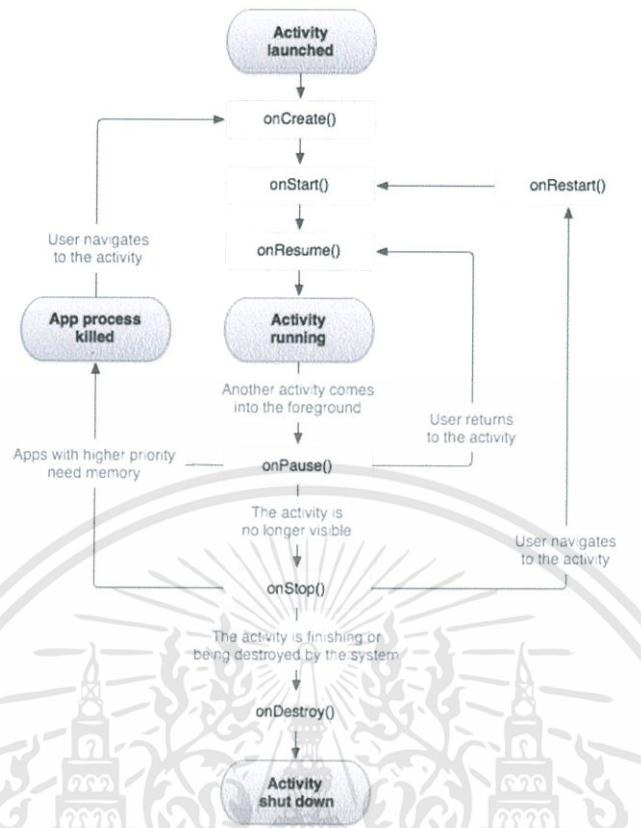 Activity
launched
onCreate()
onStart()
onRestart()
User navigates
to the activity
onResume()
App process
killed
Activity
running
Another activity comes
into the foreground
User returns
to the activity
Apps with higher priority
need memory
onPause()
The activity is
no longer visible
User navigates
to the activity
onStop()
The activity is finishing or
being destroyed by the system
onDestroy()
Activity
shut down